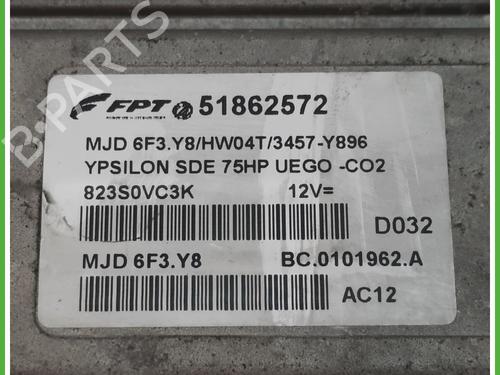 B-PARTS
FPT 51862572
MJD 6F3.Y8/HW04T/3457-Y896
YPSILON SDE 75HP UEGO -CO2
823S0VC3K 12V=
D032
MJD 6F3.Y8 BC.0101962.A
AC12